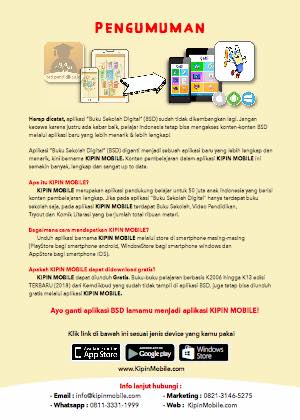 PENGUMUMAN
Harap dicatat, aplikasi "Buku Sekolah Digital" (BSD) sudah tidak dikembangkan lagi. Jangan
kecewa karena justru ada kabar baik, pelajar Indonesia tetap bisa mengakses konten-konten BSD
melalui aplikasi baru yang lebih menarik & lebih lengkap!
Aplikasi "Buku Sekolah Digital" (BSD) diganti menjadi sebuah aplikasi baru yang lebih lengkap dan
menarik, kini bernama KIPIN MOBILE. Konten pembelajaran dalam aplikasi KIPIN MOBILE ini
semakin banyak, lengkap dan sangat up to date.
Apa itu KIPIN MOBILE?
KIPIN MOBILE merupakan aplikasi pendukung belajar untuk 50 juta anak Indonesia yang berisi
konten pembelajaran lengkap. Jika pada aplikasi "Buku Sekolah Digital" hanya terdapat buku
sekolah saja, pada aplikasi KIPIN MOBILE terdapat Buku Sekolah, Video Pendidikan,
Tryout dan Komik Literasi yang berjumlah total ribuan materi.
Bagaimana cara mendapatkan KIPIN MOBILE?
Unduh aplikasi bernama KIPIN MOBILE melalui store di smartphone masing-masing
(PlayStore bagi smartphone android, WindowsStore bagi smartphone windows dan
AppStore bagi smartphone iOS).
Apakah KIPIN MOBILE dapat didownload gratis?
KIPIN MOBILE dapat diunduh Gratis. Buku-buku pelajaran berbasis K2006 hingga K13 edisi
TERBARU (2018) dari Kemdikbud yang sudah tidak tampil di aplikasi BSD, juga tetap bisa diunduh
gratis melalui aplikasi KIPIN MOBILE.
Ayo ganti aplikasi BSD lamamu menjadi aplikasi KIPIN MOBILE!
Klik link di bawah ini sesuai jenis device yang kamu pakai
Available on the App Store
Google play
Windows Store
www.KipinMobile.com
Info lanjut hubungi :
- Email : info@kipinmobile.com
- Marketing : 0821-3146-5275
- Whatsapp : 0811-3331-1999
- Web : KipinMobile.com